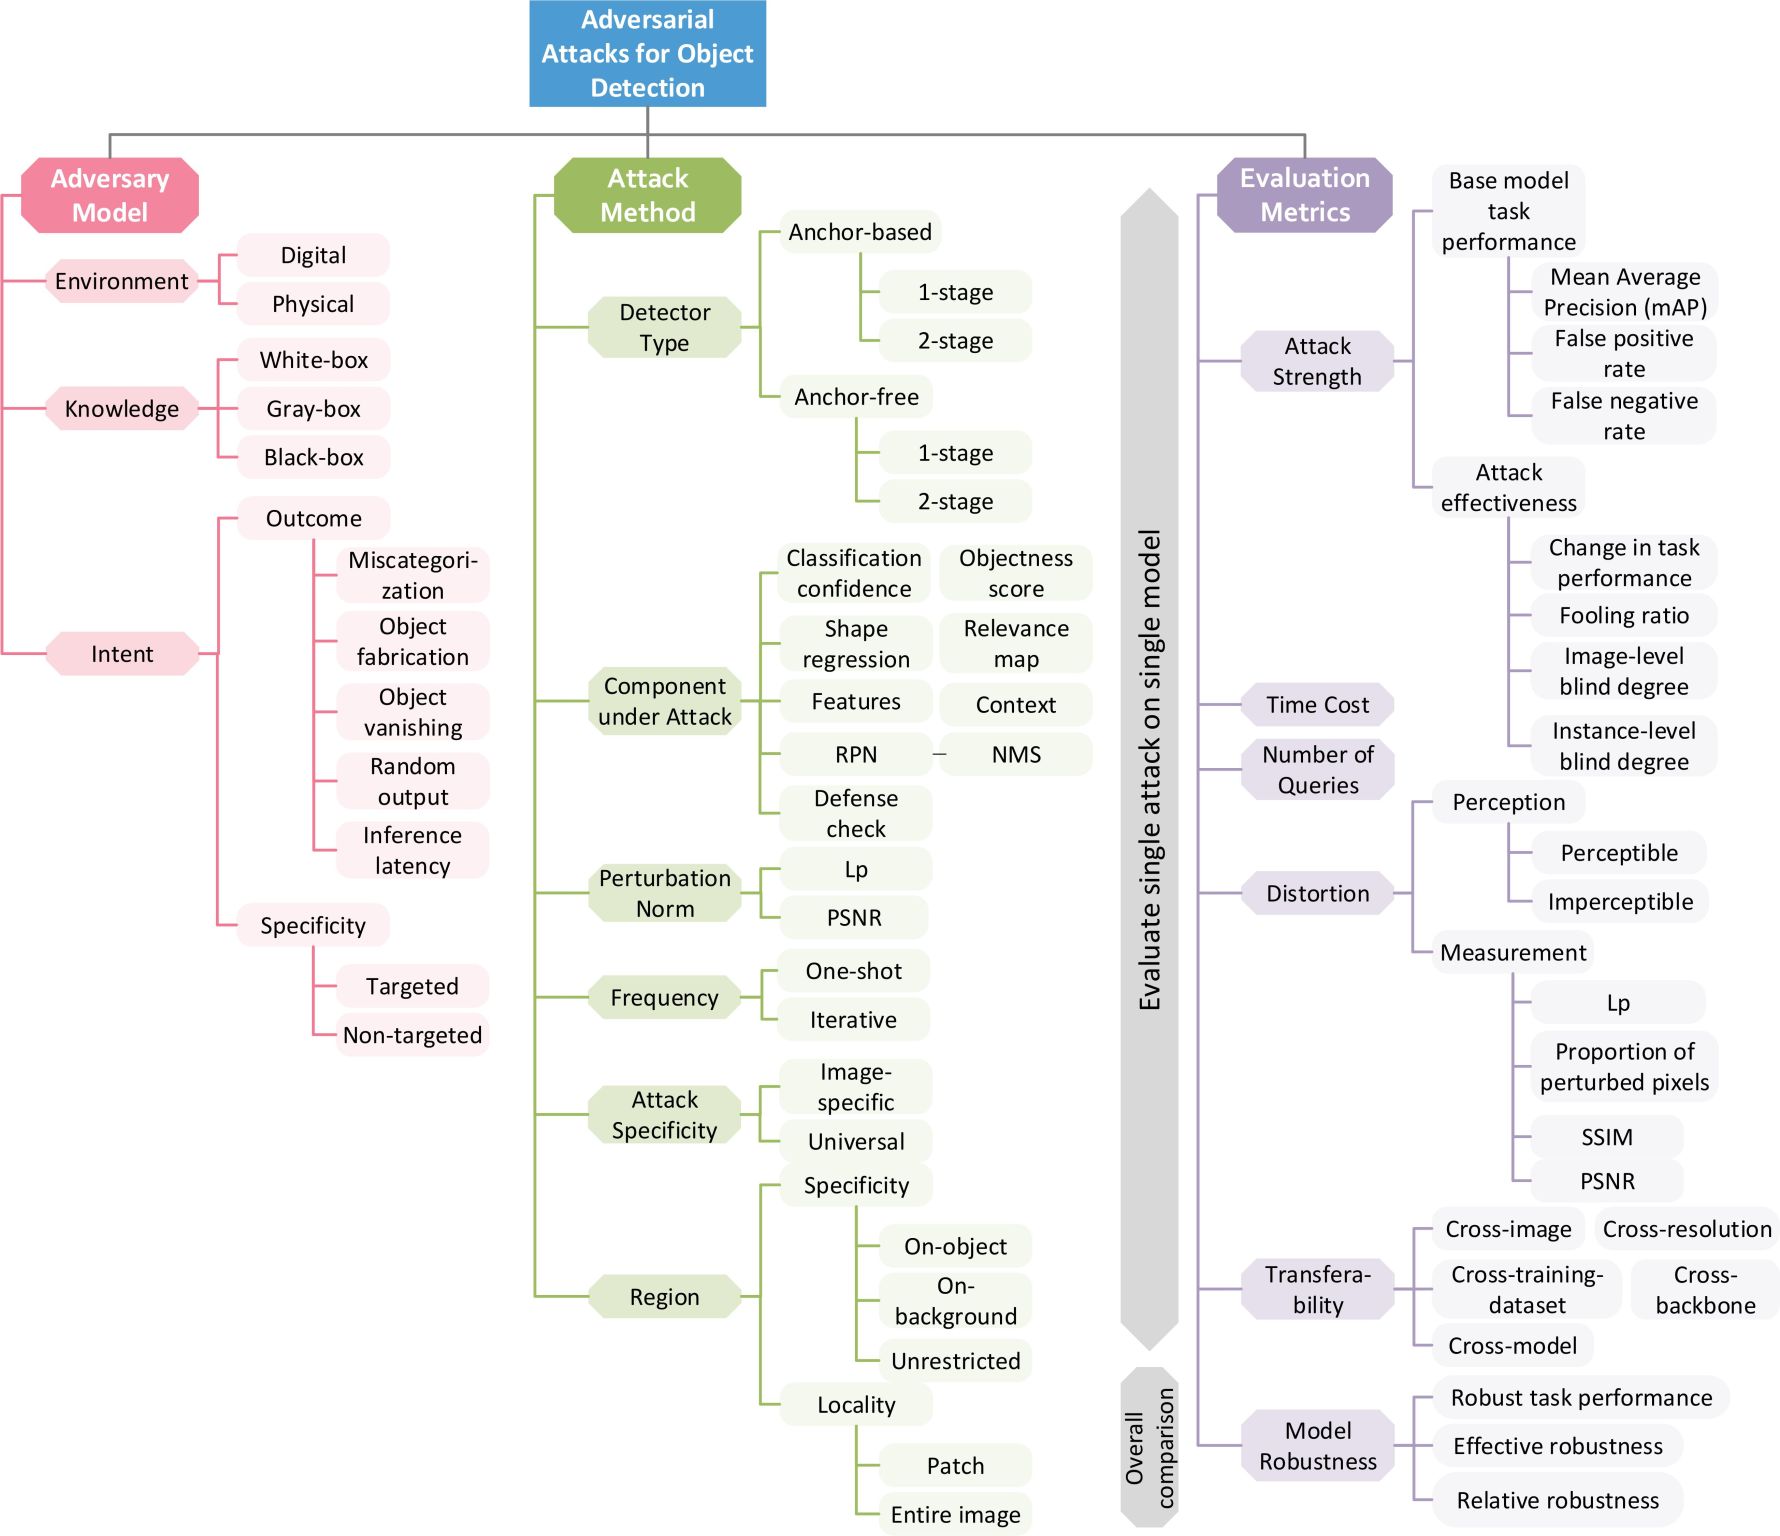 Adversarial
Attacks for Object
Detection
Adversary
Model
Environment
Digital
Physical
Knowledge
White-box
Gray-box
Black-box
Intent
Outcome
Miscategori-
zation
Object
fabrication
Object
vanishing
Random
output
Inference
latency
Specificity
Targeted
Non-targeted
Attack
Method
Detector
Type
Anchor-based
1-stage
2-stage
Anchor-free
1-stage
2-stage
Component
under Attack
Classification
confidence
Objectness
score
Shape
regression
Relevance
map
Features
Context
RPN
NMS
Defense
check
Perturbation
Norm
Lp
PSNR
Frequency
One-shot
Iterative
Attack
Specificity
Image-
specific
Universal
Region
Specificity
On-object
On-
background
Unrestricted
Locality
Patch
Entire image
Evaluate single attack on single model
Overall
comparison
Evaluation
Metrics
Attack
Strength
Base model
task
performance
Mean Average
Precision (mAP)
False positive
rate
False negative
rate
Attack
effectiveness
Change in task
performance
Fooling ratio
Image-level
blind degree
Instance-level
blind degree
Time Cost
Number of
Queries
Distortion
Perception
Perceptible
Imperceptible
Measurement
Lp
Proportion of
perturbed pixels
SSIM
PSNR
Transfera-
bility
Cross-image
Cross-resolution
Cross-training-
dataset
Cross-
backbone
Cross-model
Model
Robustness
Robust task performance
Effective robustness
Relative robustness